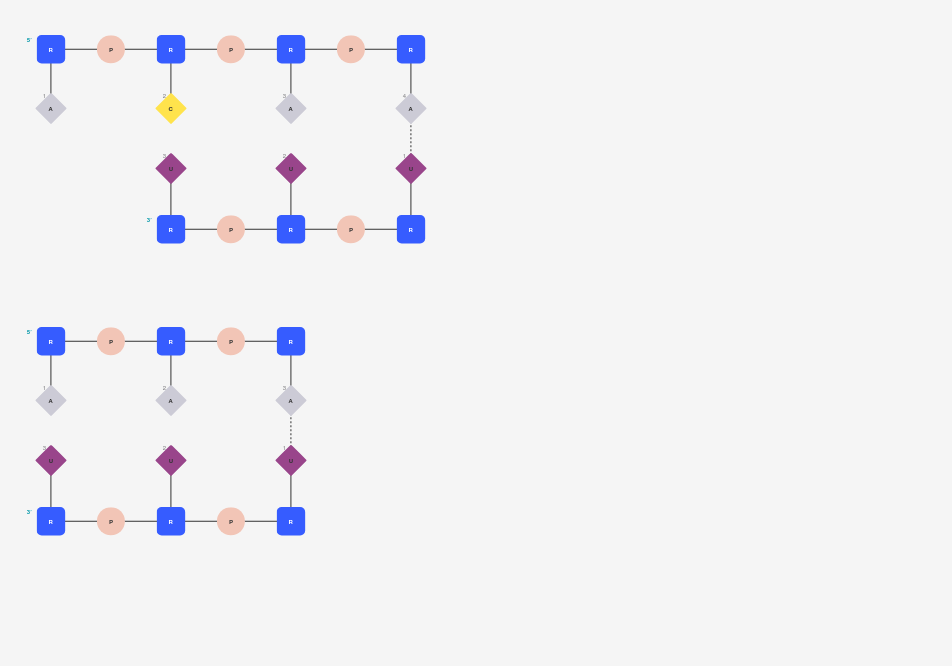 5' R P R P R P R
1 2 3 4
A C A A
3 2 1
U U U
3' R P R P R
5' R P R P R
1 2 3
A A A
3 2 1
U U U
3' R P R P R